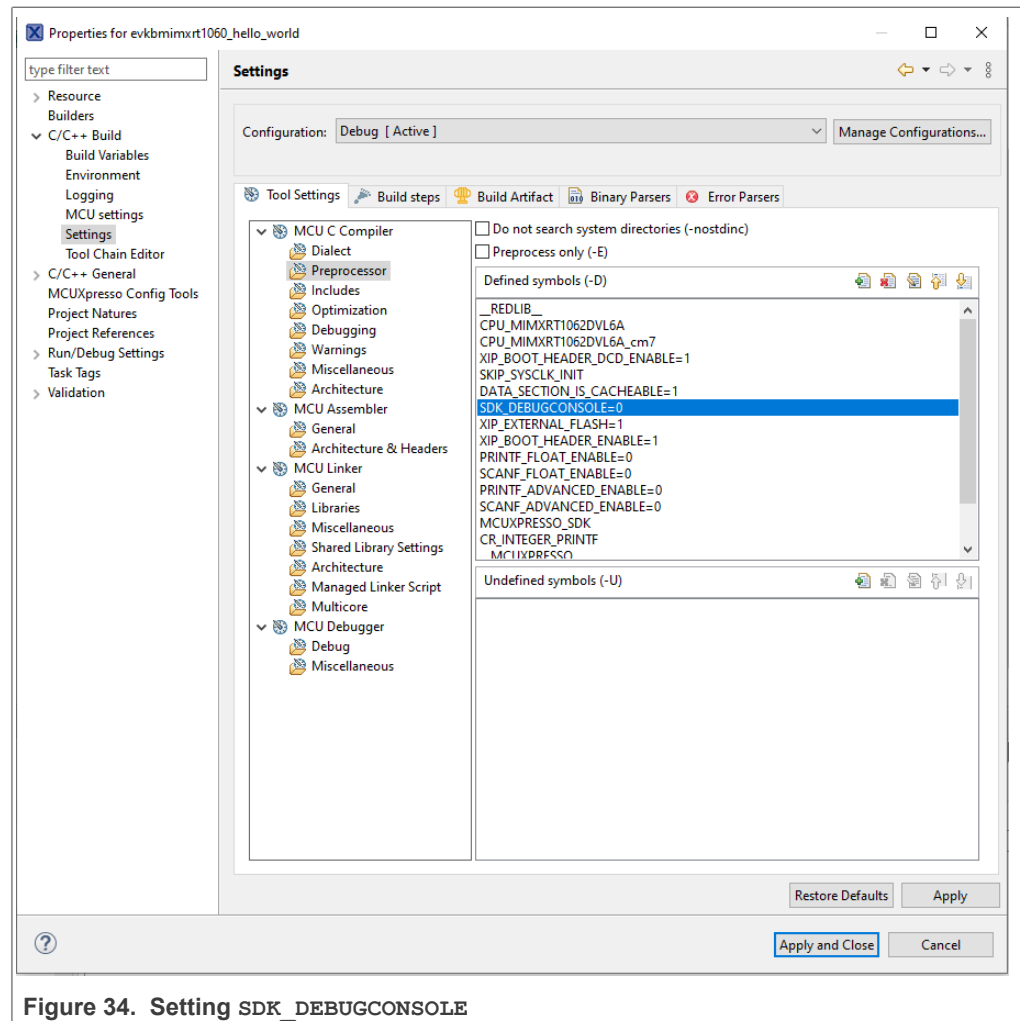 Properties for evkbmimxrt1060_hello_world
type filter text
Resource
Builders
C/C++ Build
Build Variables
Environment
Logging
MCU settings
Settings
Tool Chain Editor
C/C++ General
MCUXpresso Config Tools
Project Natures
Project References
Run/Debug Settings
Task Tags
Validation
Settings
Configuration: Debug [ Active ]
Manage Configurations...
Tool Settings Build steps Build Artifact Binary Parsers Error Parsers
MCU C Compiler
Dialect
Preprocessor
Includes
Optimization
Debugging
Warnings
Miscellaneous
Architecture
MCU Assembler
General
Architecture & Headers
MCU Linker
General
Libraries
Miscellaneous
Shared Library Settings
Architecture
Managed Linker Script
Multicore
MCU Debugger
Debug
Miscellaneous
Do not search system directories (-nostdinc)
Preprocess only (-E)
Defined symbols (-D)
__REDLIB__
CPU_MIMXRT1062DVL6A
CPU_MIMXRT1062DVL6A_cm7
XIP_BOOT_HEADER_DCD_ENABLE=1
SKIP_SYSCLK_INIT
DATA_SECTION_IS_CACHEABLE=1
SDK_DEBUGCONSOLE=0
XIP_EXTERNAL_FLASH=1
XIP_BOOT_HEADER_ENABLE=1
PRINTF_FLOAT_ENABLE=0
SCANF_FLOAT_ENABLE=0
PRINTF_ADVANCED_ENABLE=0
SCANF_ADVANCED_ENABLE=0
MCUXPRESSO_SDK
CR_INTEGER_PRINTF
__MCUXPRESSO
Undefined symbols (-U)
Restore Defaults
Apply
Apply and Close
Cancel
Figure 34. Setting SDK_DEBUGCONSOLE